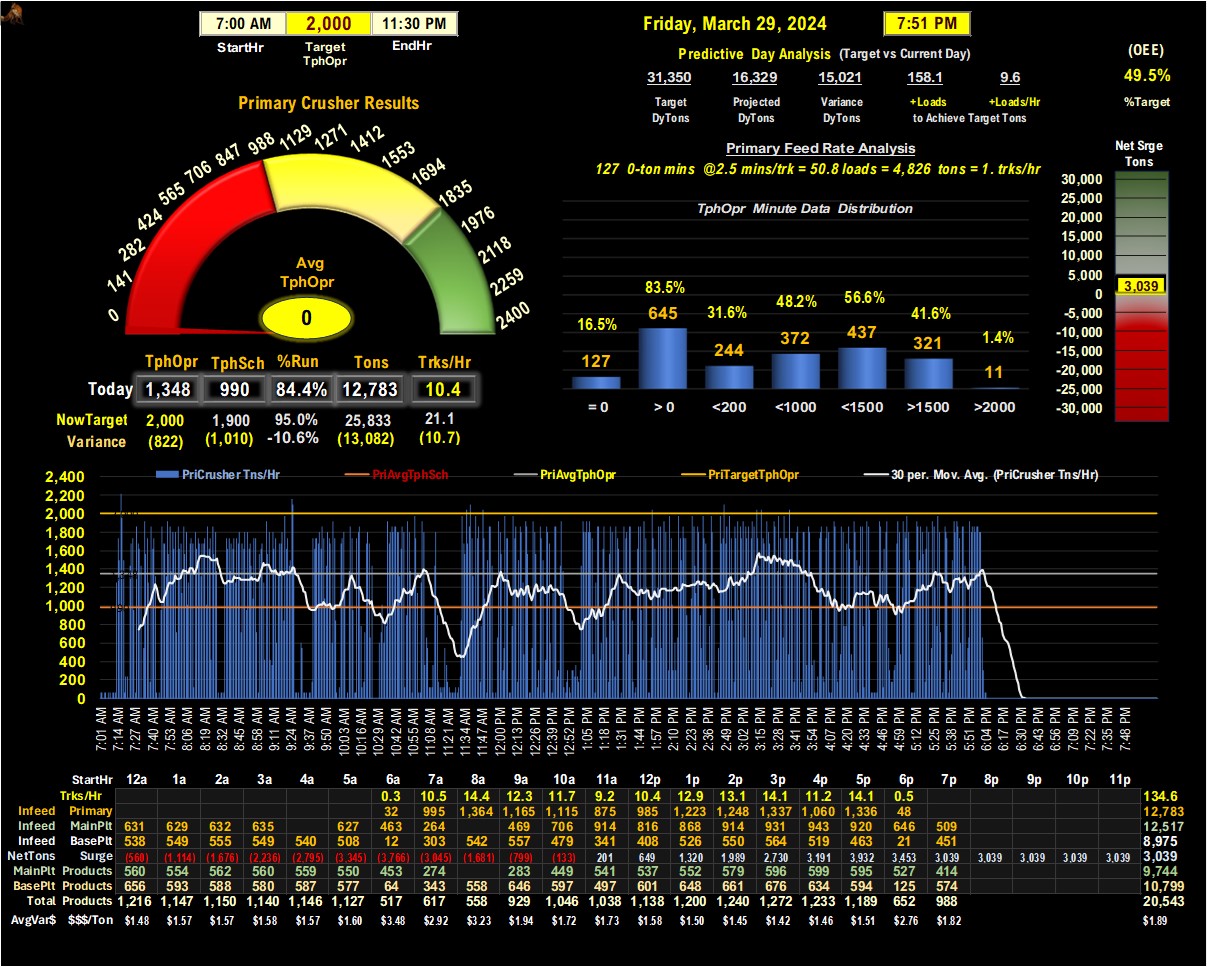 7:00 AM 2,000 11:30 PM
StartHr Target TphOpr EndHr
Friday, March 29, 2024 7:51 PM
Predictive Day Analysis (Target vs Current Day)
31,350 16,329 15,021 158.1 9.6
Target DyTons Projected DyTons Variance DyTons +Loads +Loads/Hr
to Achieve Target Tons
(OEE)
49.5%
%Target
Primary Crusher Results
0 141 282 424 565 706 847 988 1129 1271 1412 1553 1694 1835 1976 2118 2259 2400
Avg
TphOpr
0
TphOpr TphSch %Run Tons Trks/Hr
Today 1,348 990 84.4% 12,783 10.4
NowTarget 2,000 1,900 95.0% 25,833 21.1
Variance (822) (1,010) -10.6% (13,082) (10.7)
Primary Feed Rate Analysis
127 0-ton mins @2.5 mins/trk = 50.8 loads = 4,826 tons = 1. trks/hr
TphOpr Minute Data Distribution
16.5% 83.5% 31.6% 48.2% 56.6% 41.6% 1.4%
127 645 244 372 437 321 11
= 0 > 0 <200 <1000 <1500 >1500 >2000
Net Srge
Tons
30,000
25,000
20,000
15,000
10,000
5,000
3,039
0
-5,000
-10,000
-15,000
-20,000
-25,000
-30,000
PriCrusher Tns/Hr PriAvgTphSch PriAvgTphOpr PriTargetTphOpr 30 per. Mov. Avg. (PriCrusher Tns/Hr)
2,400
2,200
2,000
1,800
1,600
1,400
1,200
1,000
800
600
400
200
0
7:01 AM 7:14 AM 7:27 AM 7:40 AM 7:53 AM 8:06 AM 8:19 AM 8:32 AM 8:45 AM 8:58 AM 9:11 AM 9:24 AM 9:37 AM 9:50 AM 10:03 AM 10:16 AM 10:29 AM 10:42 AM 10:55 AM 11:08 AM 11:21 AM 11:34 AM 11:47 AM 12:00 PM 12:13 PM 12:26 PM 12:39 PM 12:52 PM 1:05 PM 1:18 PM 1:31 PM 1:44 PM 1:57 PM 2:10 PM 2:23 PM 2:36 PM 2:49 PM 3:02 PM 3:15 PM 3:28 PM 3:41 PM 3:54 PM 4:07 PM 4:20 PM 4:33 PM 4:46 PM 4:59 PM 5:12 PM 5:25 PM 5:38 PM 5:51 PM 6:04 PM 6:17 PM 6:30 PM 6:43 PM 6:56 PM 7:09 PM 7:22 PM 7:35 PM 7:48 PM
StartHr 12a 1a 2a 3a 4a 5a 6a 7a 8a 9a 10a 11a 12p 1p 2p 3p 4p 5p 6p 7p 8p 9p 10p 11p
Trks/Hr 0.3 10.5 14.4 12.3 11.7 9.2 10.4 12.9 13.1 14.1 11.2 14.1 0.5 134.6
Infeed Primary 32 995 1,364 1,165 1,115 875 985 1,223 1,248 1,337 1,060 1,336 48 12,783
Infeed MainPlt 631 629 632 635 627 463 264 469 706 914 816 868 914 931 943 920 646 509 12,517
Infeed BasePlt 538 549 555 549 540 508 12 303 542 557 479 341 408 526 550 564 519 463 21 451 8,975
NetTons Surge (560) (1,114) (1,676) (2,236) (2,795) (3,345) (3,766) (3,045) (1,681) (799) (133) 201 649 1,320 1,989 2,730 3,191 3,932 3,453 3,039 3,039 3,039 3,039 3,039 3,039
MainPlt Products 560 554 562 560 559 550 453 274 283 449 541 537 552 579 596 599 595 527 414 9,744
BasePlt Products 656 593 588 580 587 577 64 343 558 646 597 497 601 648 661 676 634 594 125 574 10,799
Total Products 1,216 1,147 1,150 1,140 1,146 1,127 517 617 558 929 1,046 1,038 1,138 1,200 1,240 1,272 1,233 1,189 652 988 20,543
AvgVar$ $$$/Ton $1.48 $1.57 $1.57 $1.58 $1.57 $1.60 $3.48 $2.92 $3.23 $1.94 $1.72 $1.73 $1.58 $1.50 $1.45 $1.42 $1.46 $1.51 $2.76 $1.82 $1.89